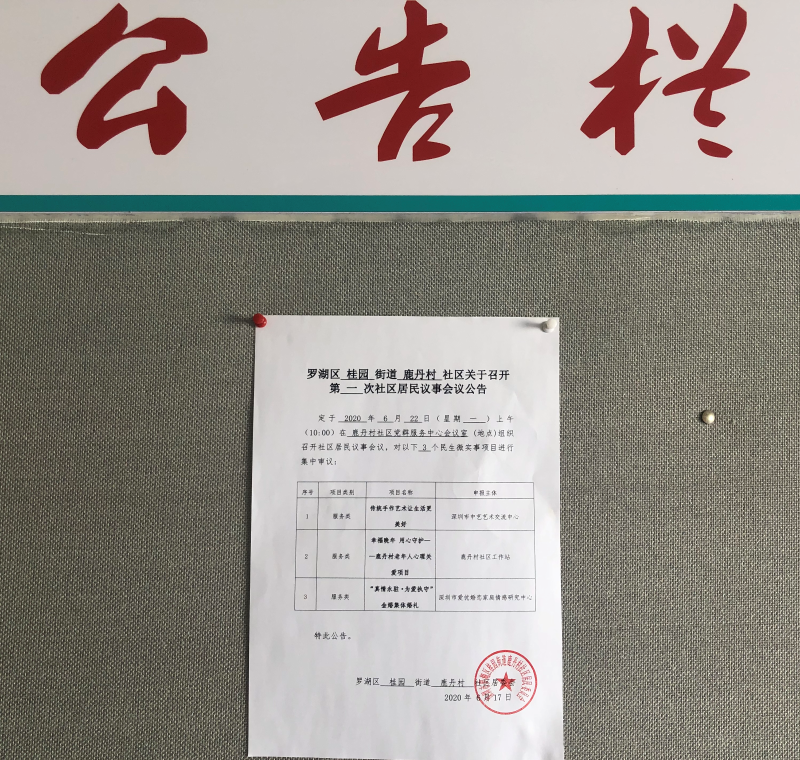 公告栏
罗湖区 桂园 街道 鹿丹村 社区关于召开
第 一 次社区居民议事会议公告
定于 2020 年 6 月 22 日(星期 一 )上午
(10:00)在 鹿丹村社区党群服务中心会议室 (地点)组织
召开社区居民议事会议,对以下 3 个民生微实事项目进行
集中审议:
序号 项目类别 项目名称 申报主体
1 服务类 传统手作艺术让生活更美好 深圳市中艺艺术交流中心
2 服务类 幸福晚年 用心守护——鹿丹村老年人心理关爱项目 鹿丹村社区工作站
3 服务类 “真情永驻·为爱执守”金婚集体婚礼 深圳市爱优婚恋家庭情感研究中心
特此公告。
罗湖区 桂园 街道 鹿丹村 社区居委会
2020 年 6 月 17 日